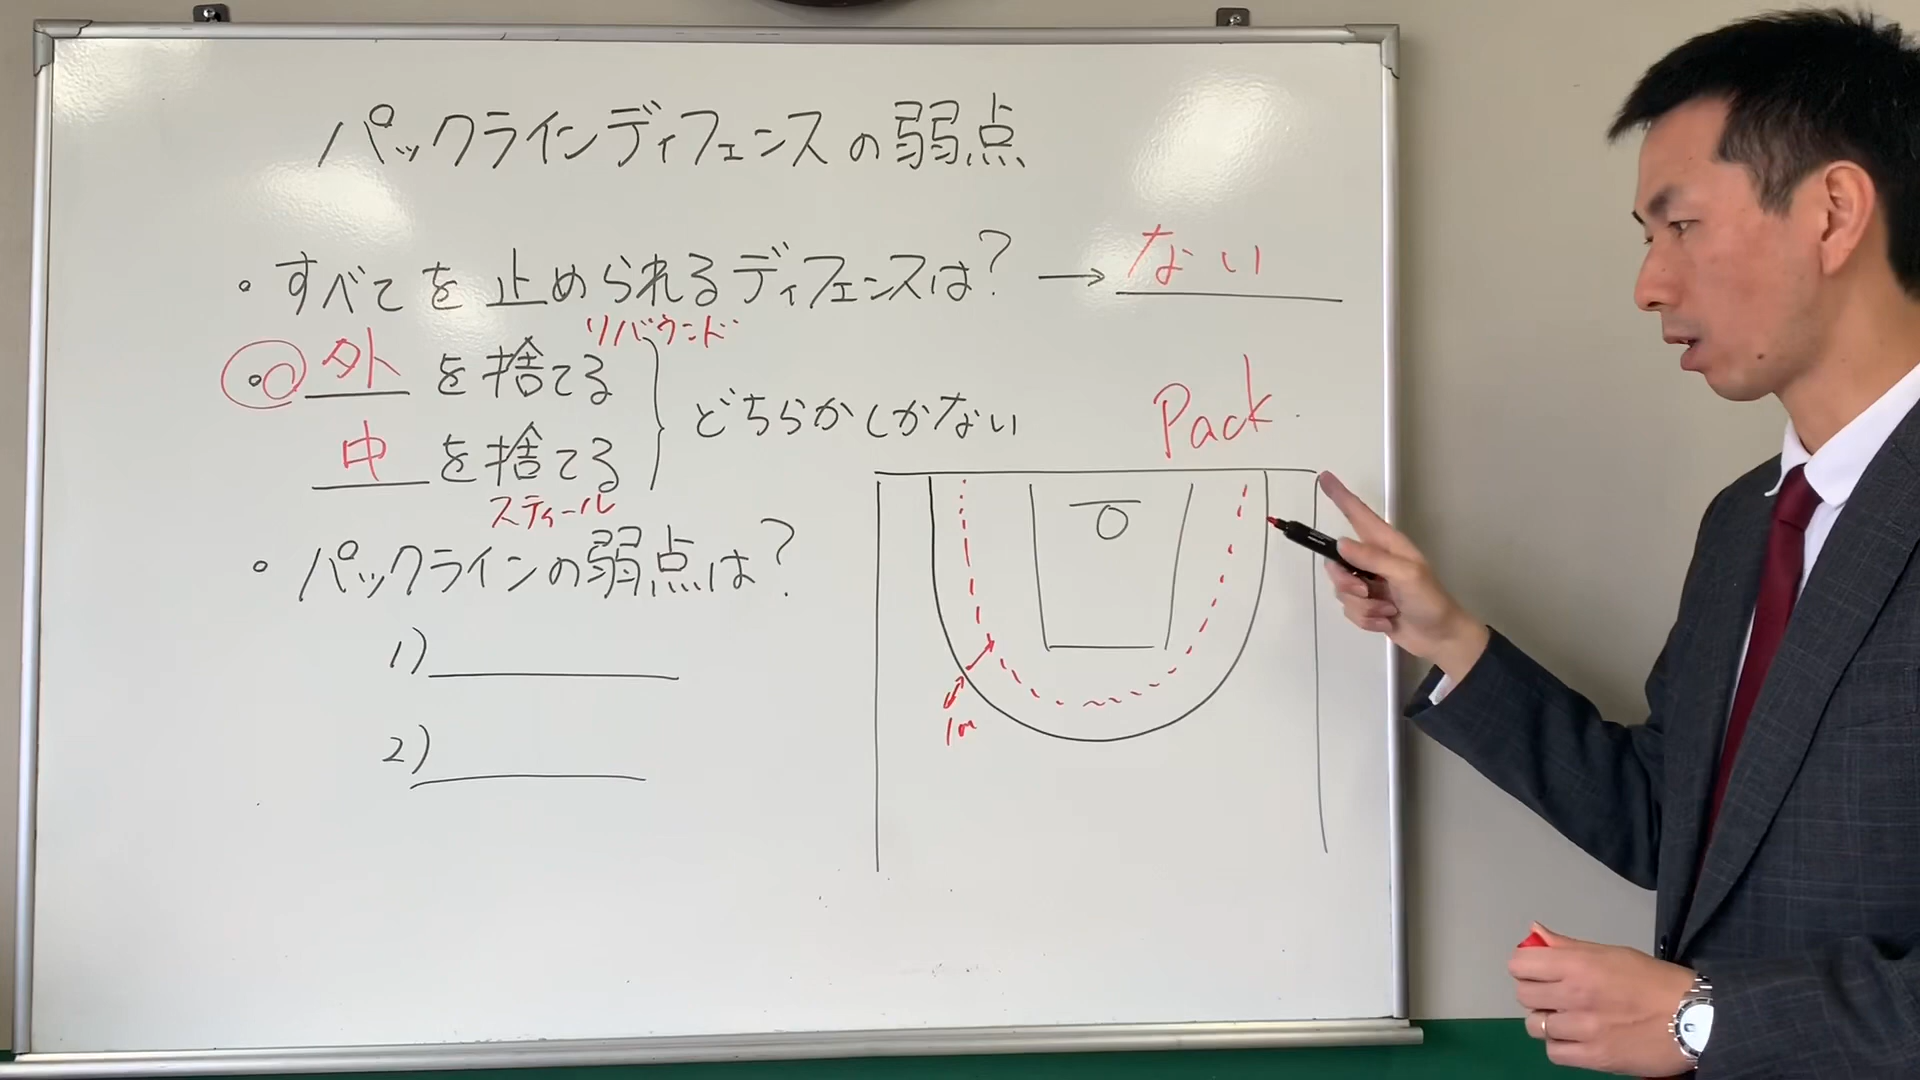 パックラインディフェンスの弱点
・すべてを止められるディフェンスは？→ ない
リバウンド
・外を捨てる
中を捨てる
どちらかしかない
スティール
Pack
・パックラインの弱点は？
1)
2)
1m